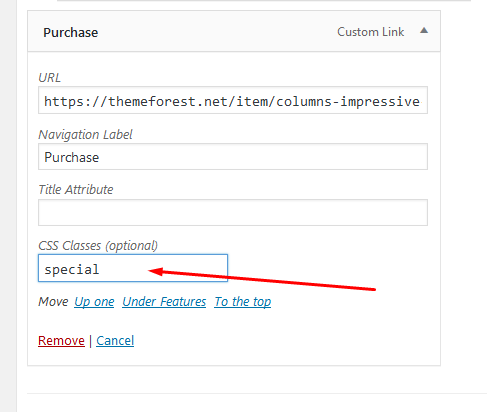 Purchase Custom Link
URL
https://themeforest.net/item/columns-impressive
Navigation Label
Purchase
Title Attribute
CSS Classes (optional)
special
Move Up one Under Features To the top
Remove | Cancel